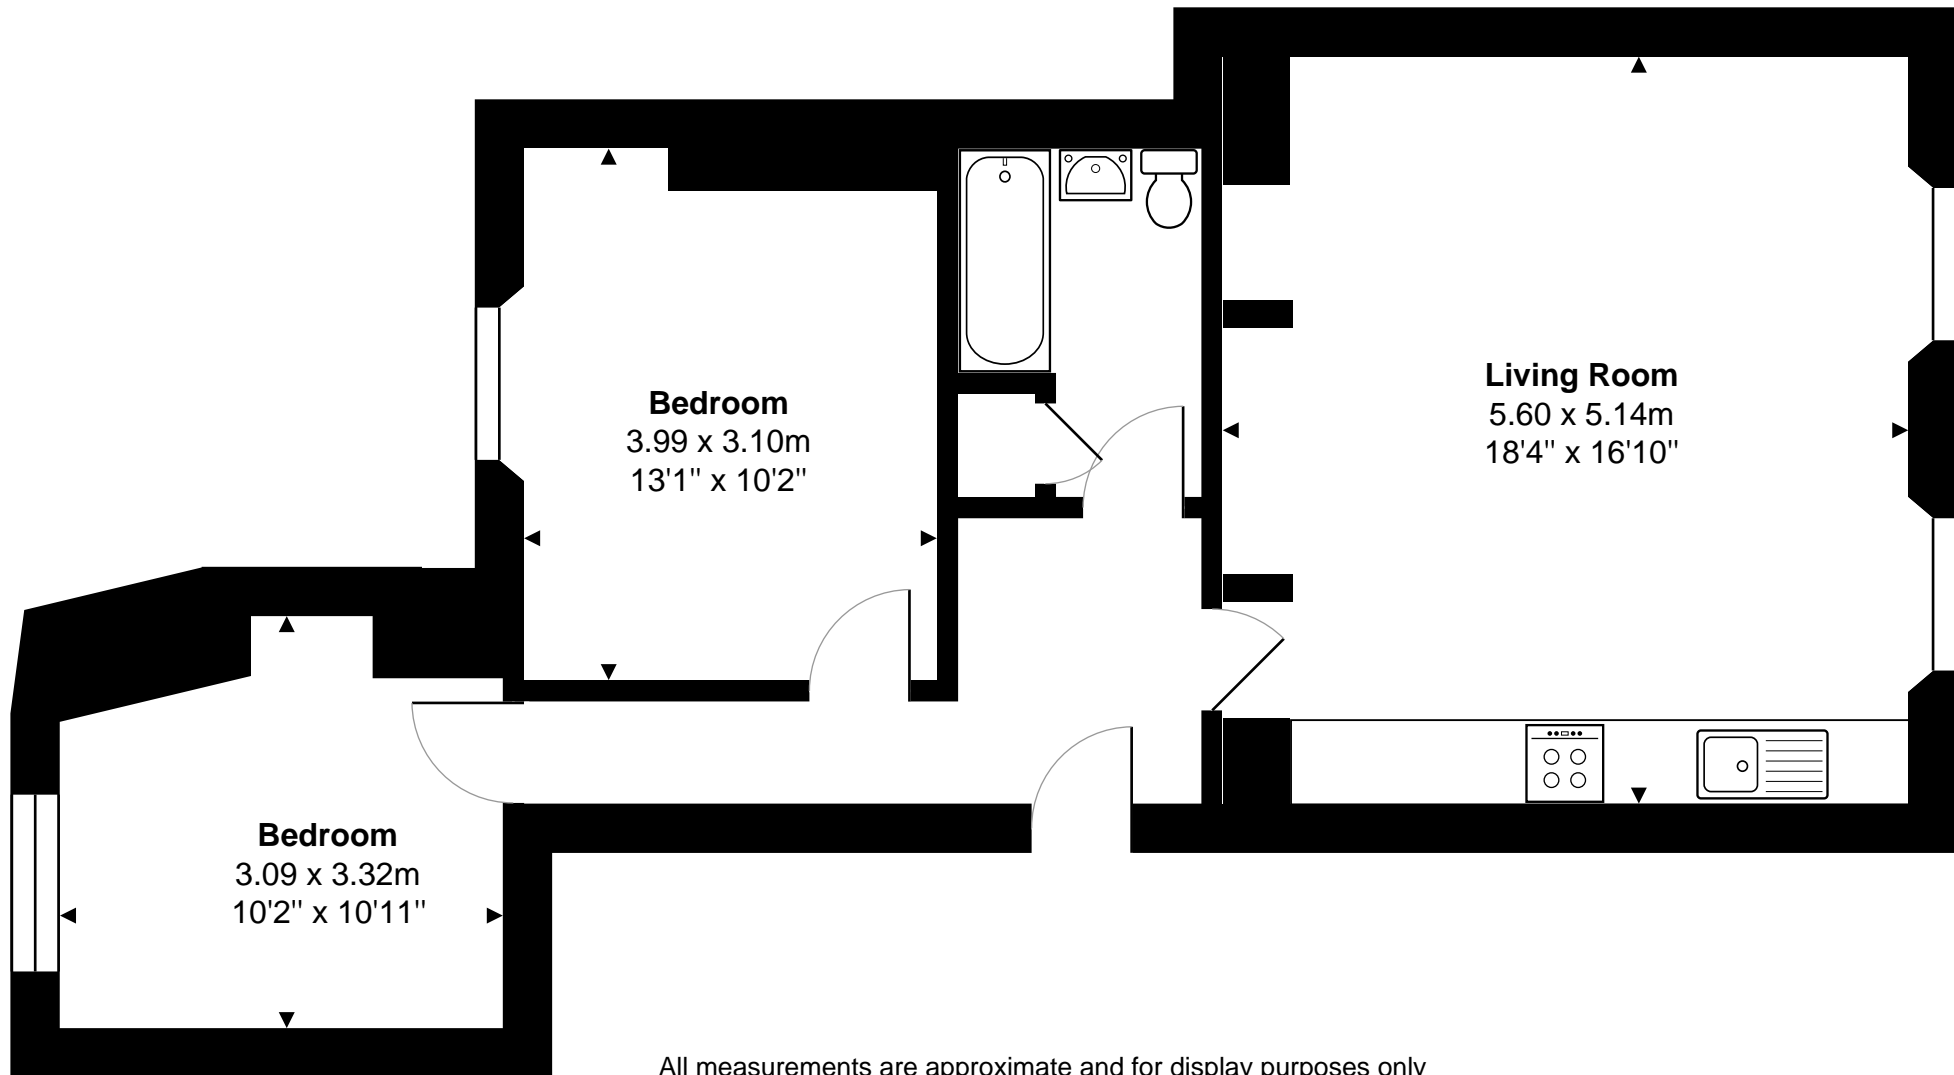 Living Room
5.60 x 5.14m
18'4" x 16'10"
Bedroom
3.99 x 3.10m
13'1" x 10'2"
Bedroom
3.09 x 3.32m
10'2" x 10'11"
All measurements are approximate and for display purposes only